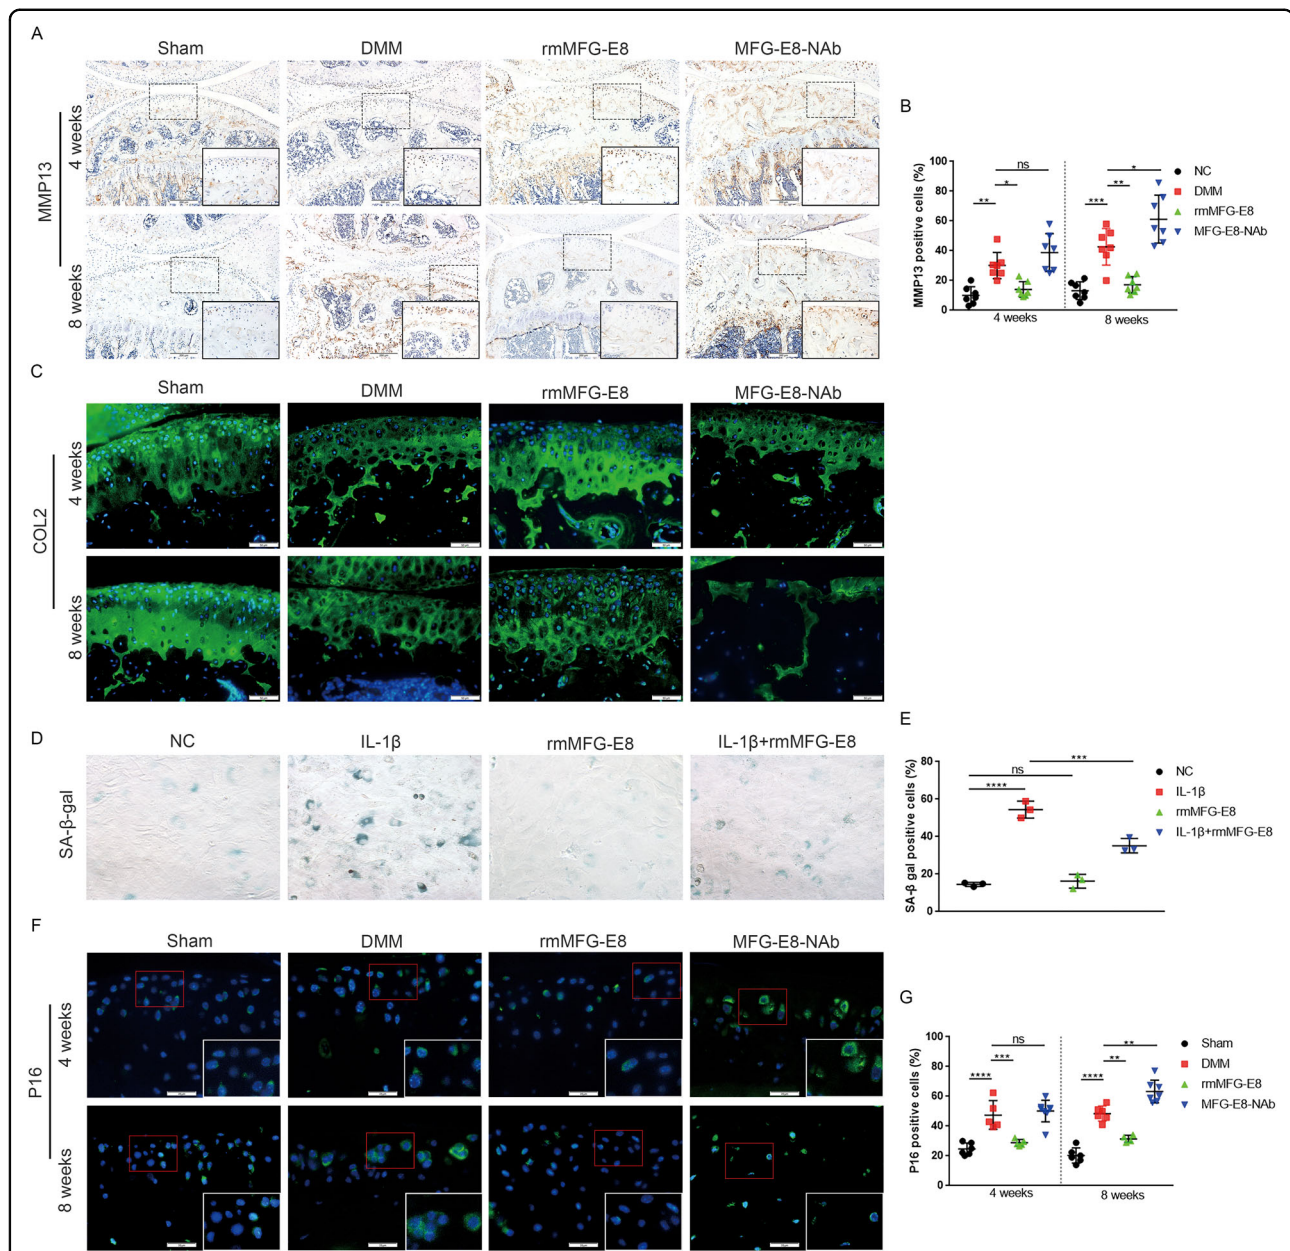 A
Sham DMM rmMFG-E8 MFG-E8-NAb
MMP13
4 weeks
8 weeks
B
MMP13 positive cells (%)
100
80
60
40
20
0
** * ns *** ** *
4 weeks 8 weeks
NC
DMM
rmMFG-E8
MFG-E8-NAb
C
Sham DMM rmMFG-E8 MFG-E8-NAb
COL2
4 weeks
8 weeks
D
NC IL-1β rmMFG-E8 IL-1β+rmMFG-E8
SA-β-gal
E
SA-β gal positive cells (%)
80
60
40
20
0
**** ns ***
NC
IL-1β
rmMFG-E8
IL-1β+rmMFG-E8
F
Sham DMM rmMFG-E8 MFG-E8-NAb
P16
4 weeks
8 weeks
G
P16 positive cells (%)
100
80
60
40
20
0
**** *** ns **** ** **
4 weeks 8 weeks
Sham
DMM
rmMFG-E8
MFG-E8-NAb